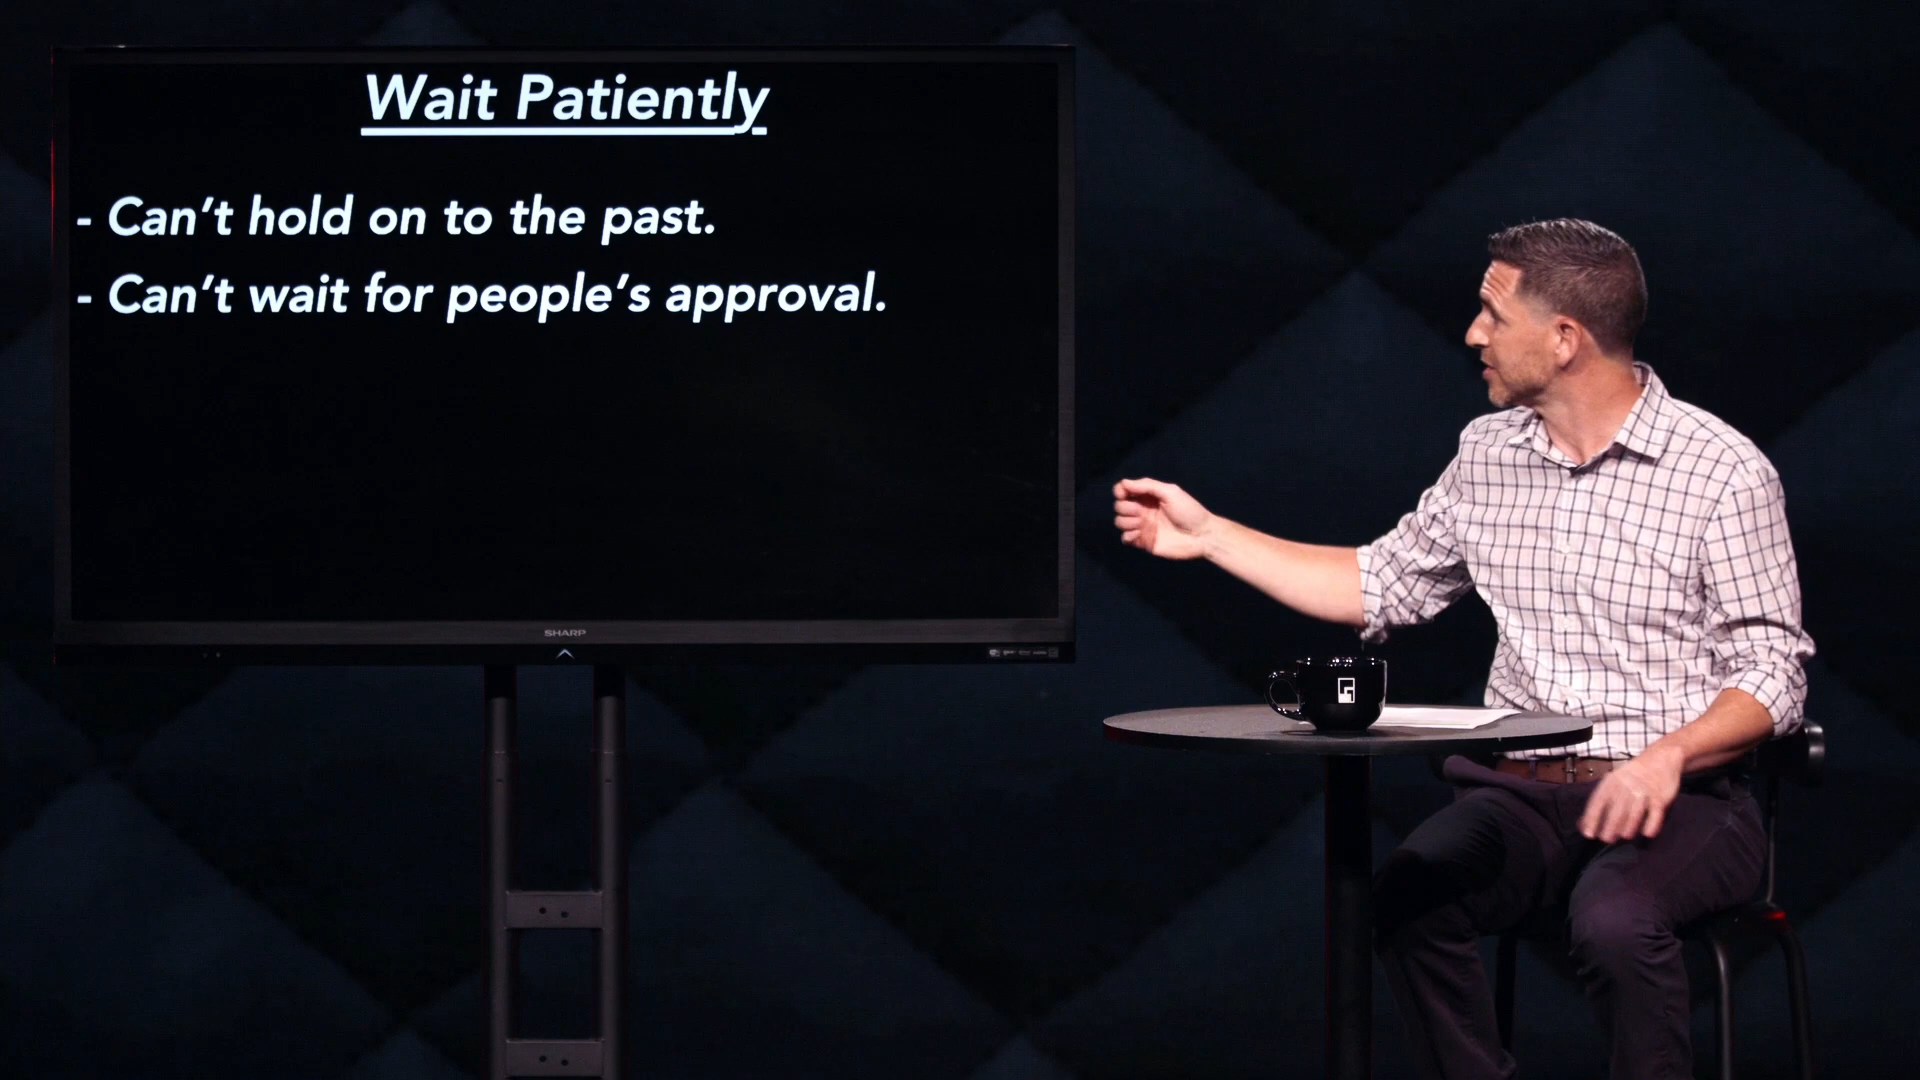 Wait Patiently
- Can't hold on to the past.
- Can't wait for people's approval.
SHARP